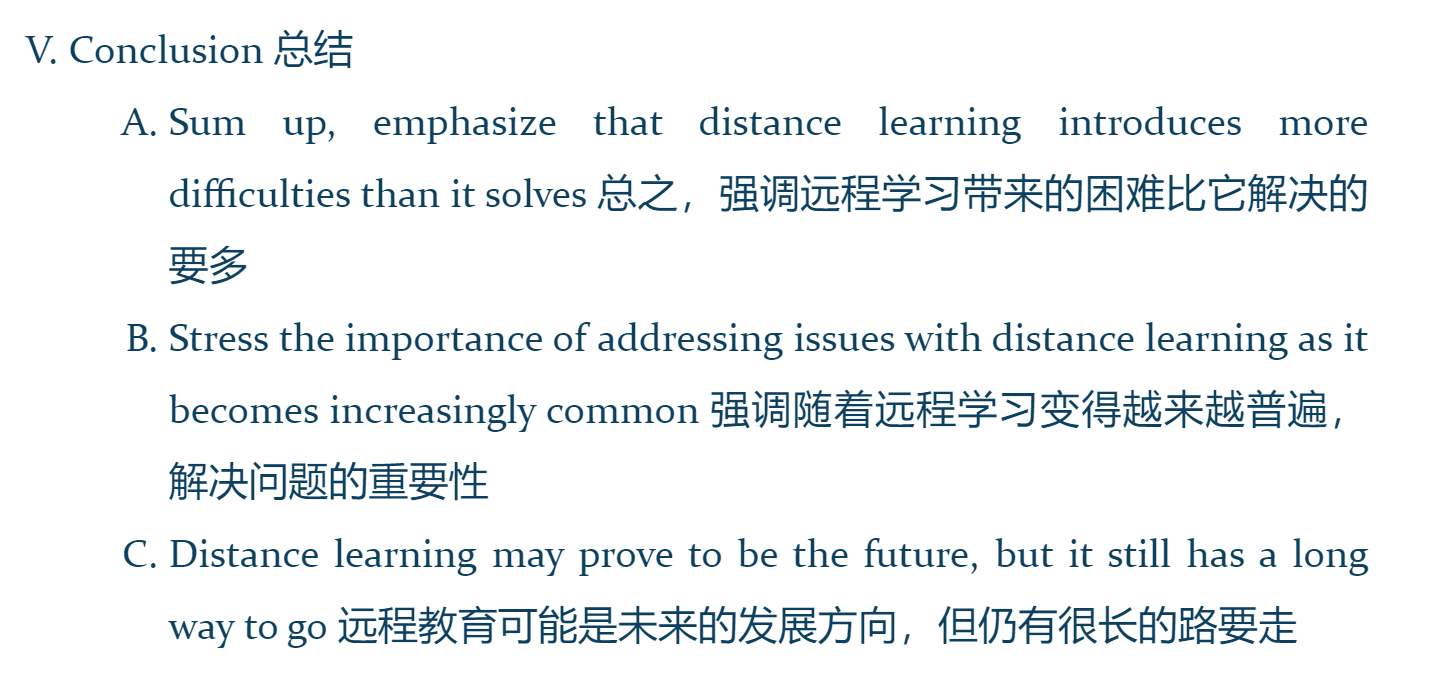 V. Conclusion 总结
A. Sum up, emphasize that distance learning introduces more
difficulties than it solves 总之，强调远程学习带来的困难比它解决的
要多
B. Stress the importance of addressing issues with distance learning as it
becomes increasingly common 强调随着远程学习变得越来越普遍，
解决问题的重要性
C. Distance learning may prove to be the future, but it still has a long
way to go 远程教育可能是未来的发展方向，但仍有很长的路要走